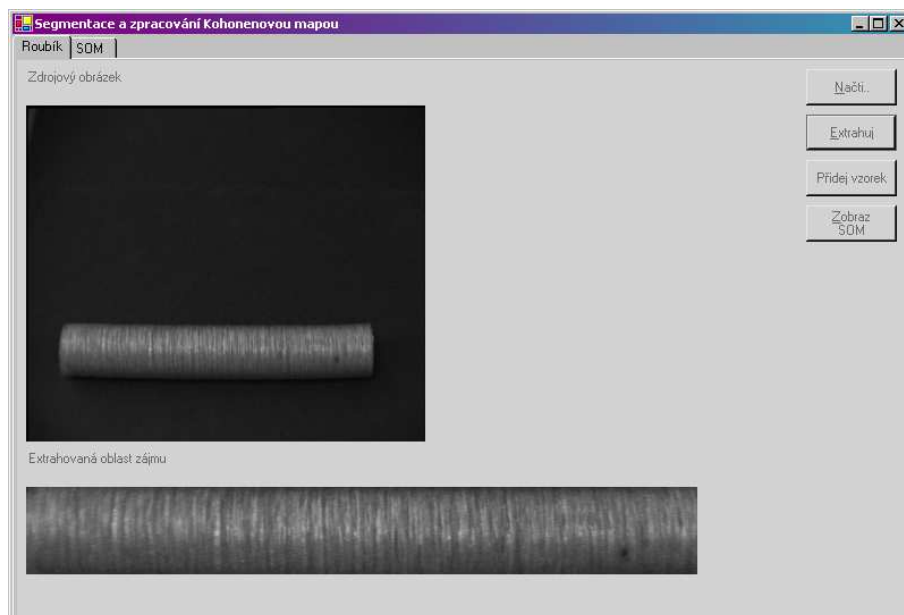 Segmentace a zpracování Kohonenovou mapou
Roubík SOM
Zdrojový obrázek
Načti..
Extrahuj
Přidej vzorek
Zobraz
SOM
Extrahovaná oblast zájmu